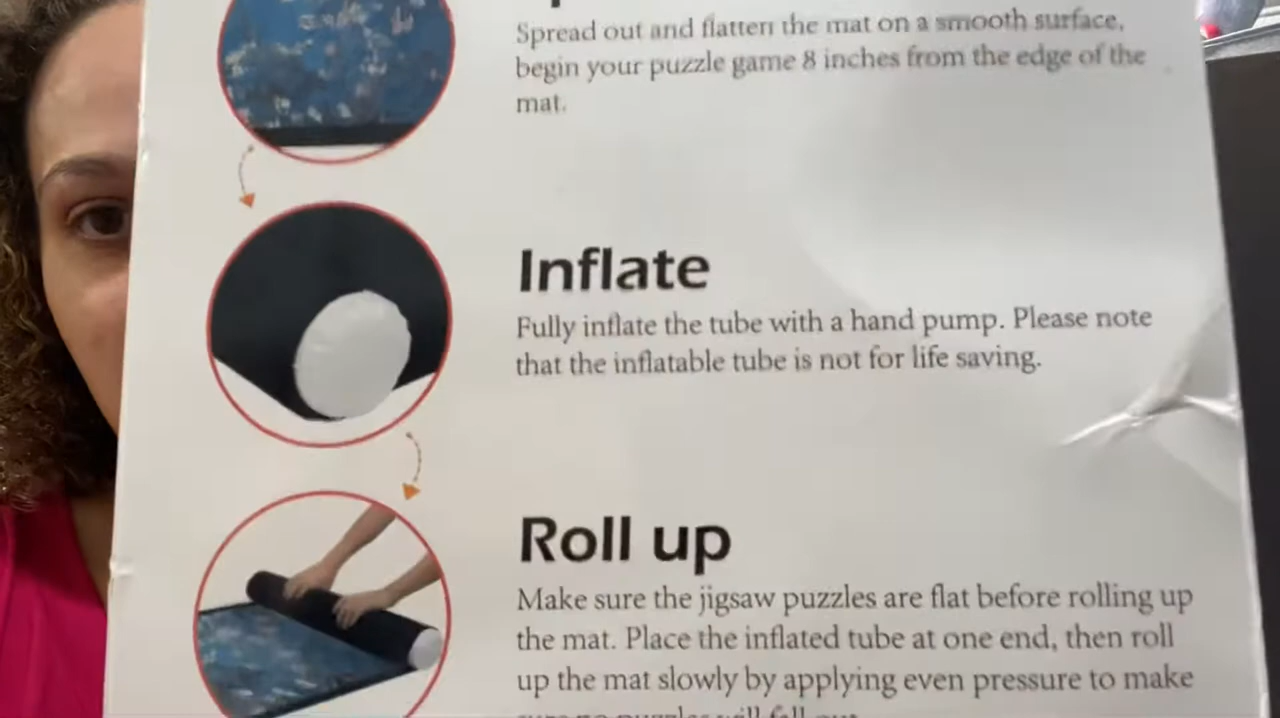 Spread out and flatten the mat on a smooth surface,
begin your puzzle game 8 inches from the edge of the
mat.
Inflate
Fully inflate the tube with a hand pump. Please note
that the inflatable tube is not for life saving.
Roll up
Make sure the jigsaw puzzles are flat before rolling up
the mat. Place the inflated tube at one end, then roll
up the mat slowly by applying even pressure to make